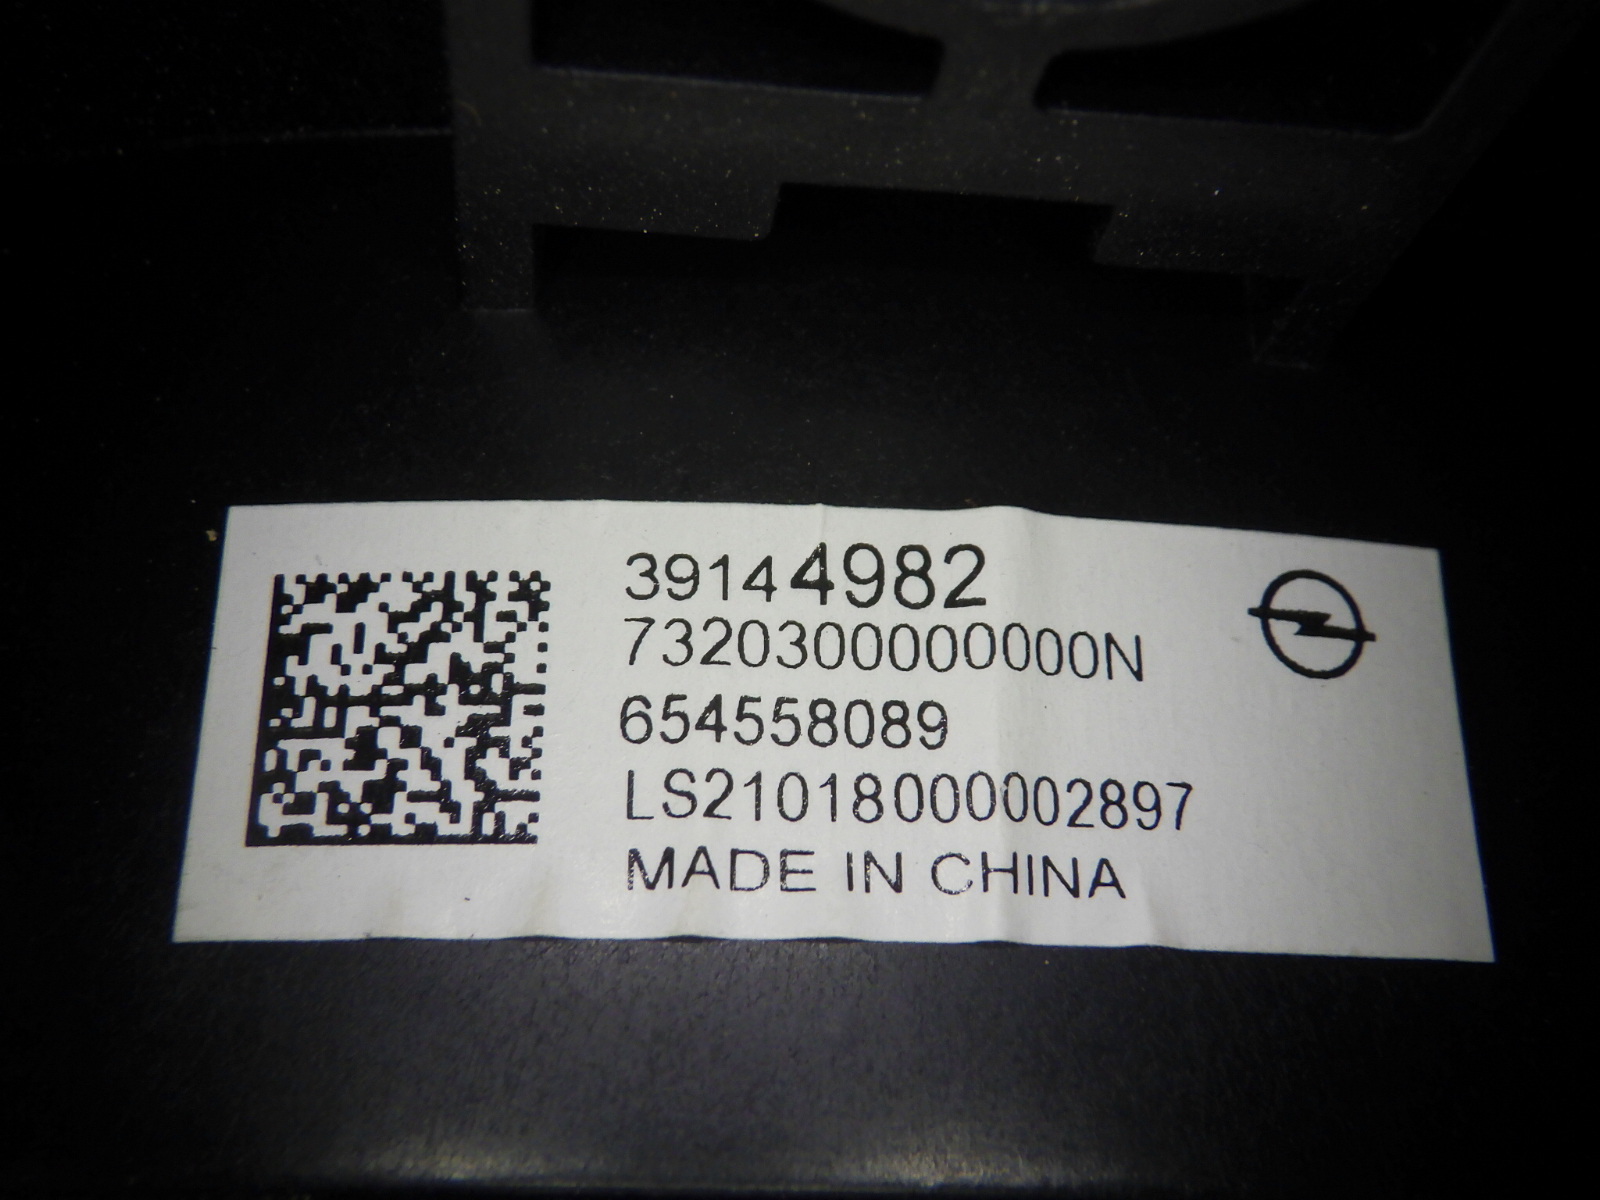 39144982
7320300000000N
654558089
LS21018000002897
MADE IN CHINA